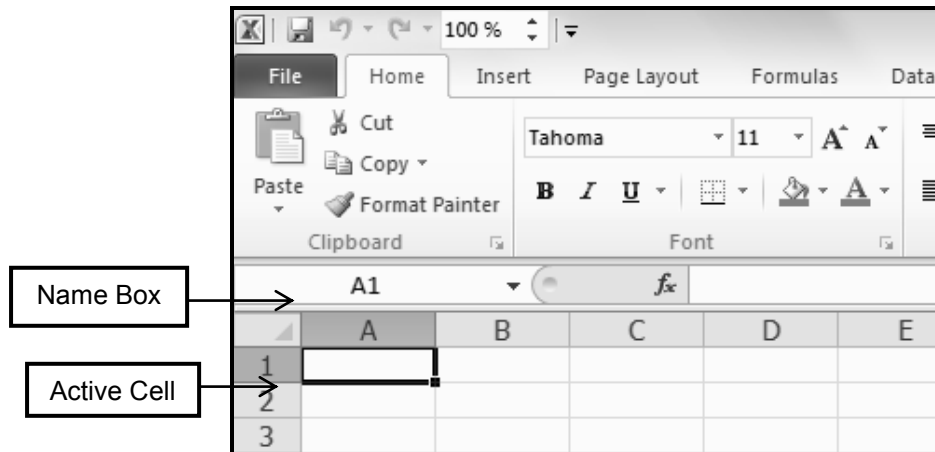 100 %
File Home Insert Page Layout Formulas Data
Cut
Copy
Paste
Format Painter
Clipboard
Tahoma 11 A A
B I U A
Font
Name Box
A1 fx
A B C D E
Active Cell
1
2
3